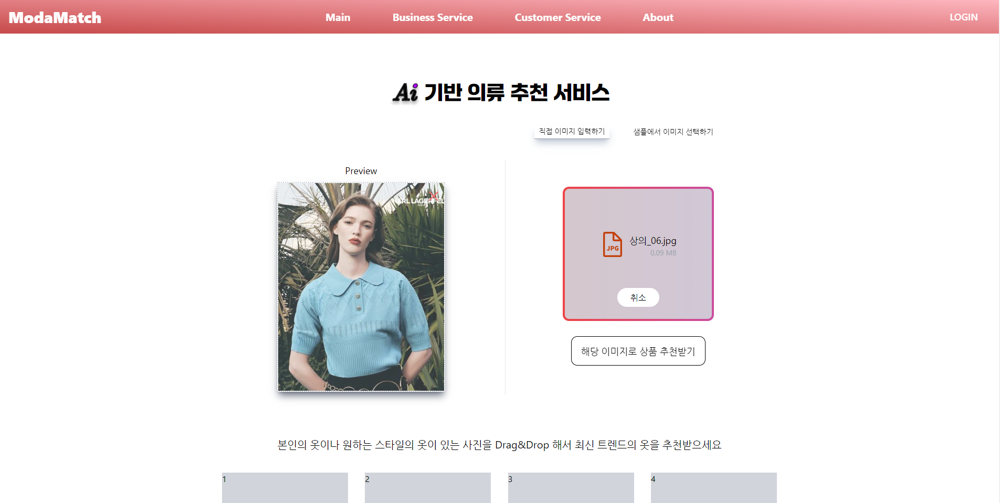 ModaMatch
Main
Business Service
Customer Service
About
LOGIN
Ai 기반 의류 추천 서비스
직접 이미지 입력하기
샘플에서 이미지 선택하기
Preview
KARL LAGERFEL
JPG
상의_06.jpg
0.09 MB
취소
해당 이미지로 상품 추천받기
본인의 옷이나 원하는 스타일의 옷이 있는 사진을 Drag&Drop 해서 최신 트렌드의 옷을 추천받으세요
1
2
3
4